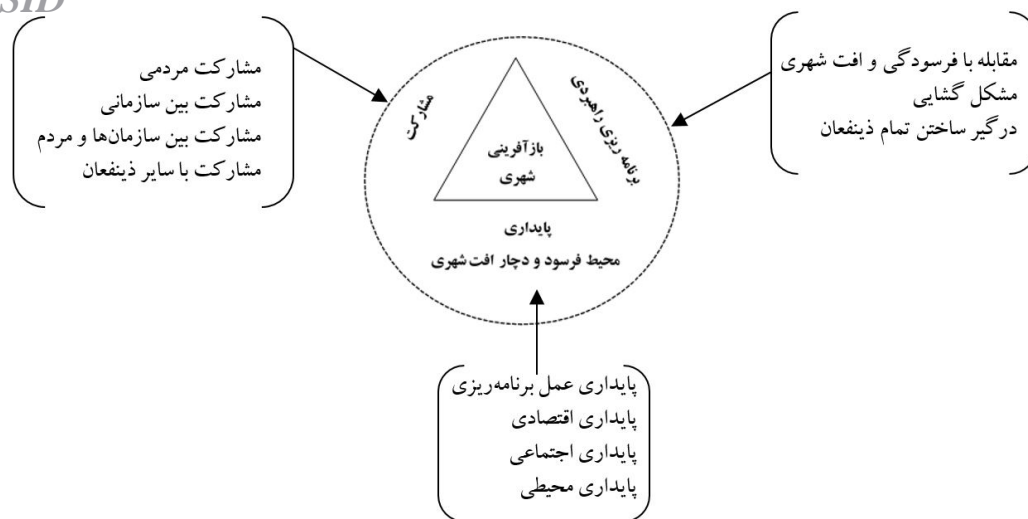 SID
مقابله با فرسودگی و افت شهری
مشکل گشایی
درگیر ساختن تمام ذینفعان
مشارکت مردمی
مشارکت بین سازمانی
مشارکت بین سازمان‌ها و مردم
مشارکت با سایر ذینفعان
برنامه ریزی راهبردی
مشارکت
بازآفرینی
شهری
پایداری
محیط فرسود و دچار افت شهری
پایداری عمل برنامه‌ریزی
پایداری اقتصادی
پایداری اجتماعی
پایداری محیطی